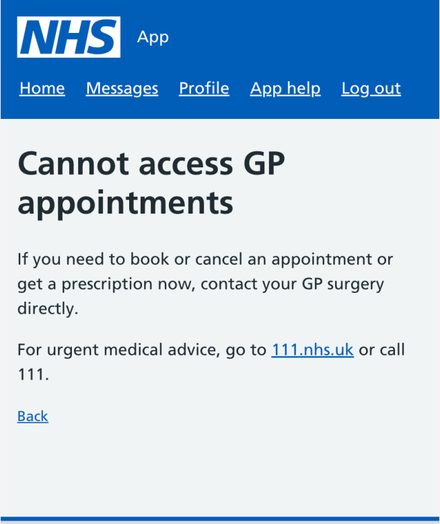 NHS App
Home Messages Profile App help Log out
Cannot access GP
appointments
If you need to book or cancel an appointment or
get a prescription now, contact your GP surgery
directly.
For urgent medical advice, go to 111.nhs.uk or call
111.
Back